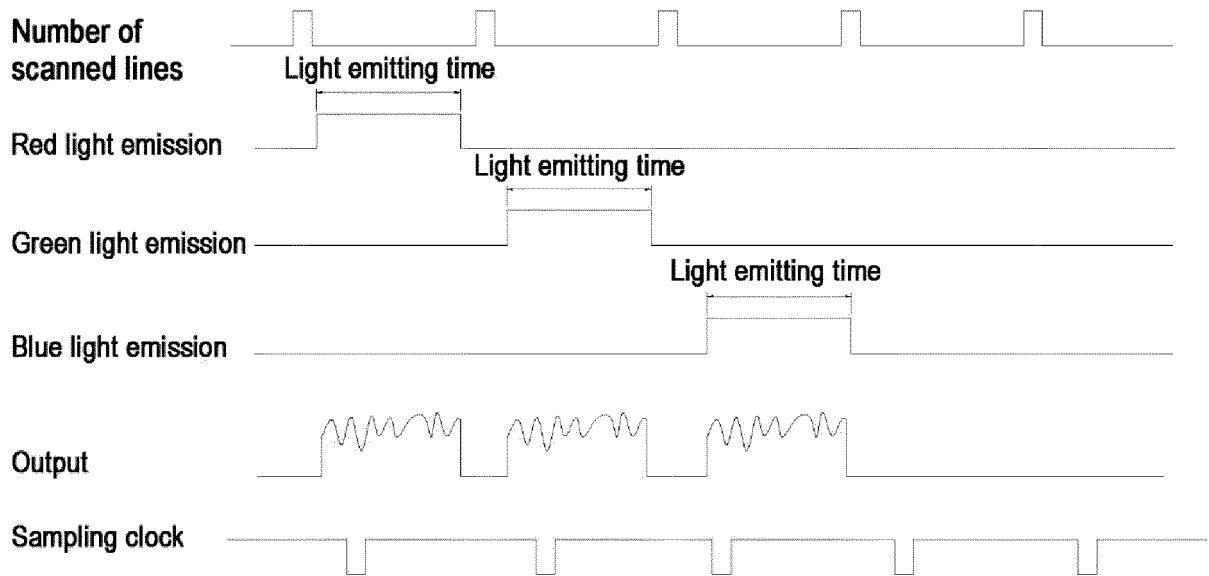 Number of
scanned lines
Light emitting time
Red light emission
Light emitting time
Green light emission
Light emitting time
Blue light emission
Output
Sampling clock